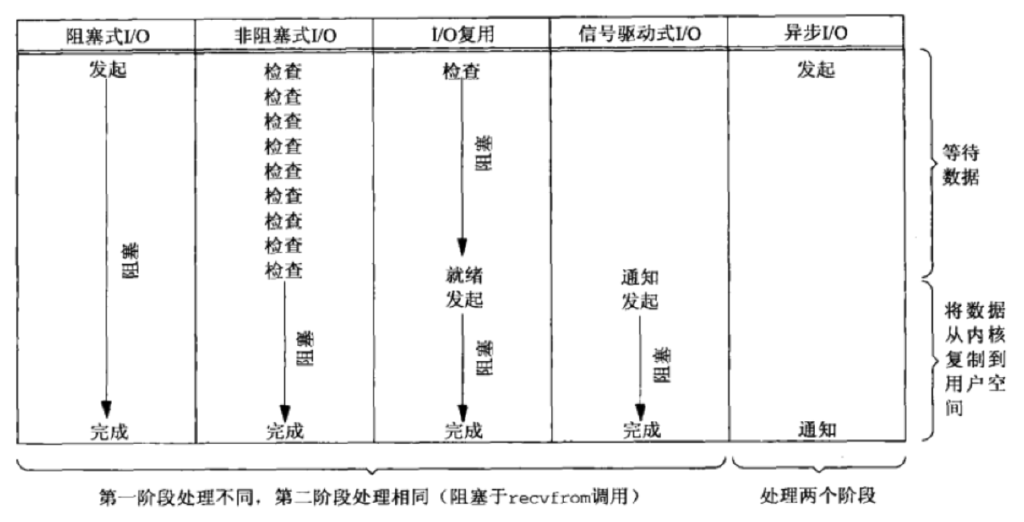 阻塞式I/O 非阻塞式I/O I/O复用 信号驱动式I/O 异步I/O
发起 检查 检查 发起
检查
检查
检查
检查
检查
检查
检查
检查
阻塞
阻塞
就绪 通知
发起 发起
阻塞
阻塞
阻塞
完成 完成 完成 完成 通知
等待
数据
将数据
从内核
复制到
用户空
间
第一阶段处理不同，第二阶段处理相同（阻塞于recvfrom调用）
处理两个阶段